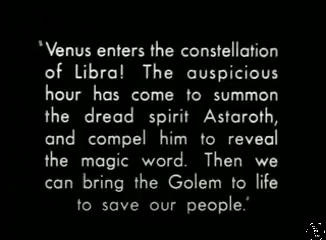 'Venus enters the constellation
of Libra! The auspicious
hour has come to summon
the dread spirit Astaroth,
and compel him to reveal
the magic word. Then we
can bring the Golem to life
to save our people.'